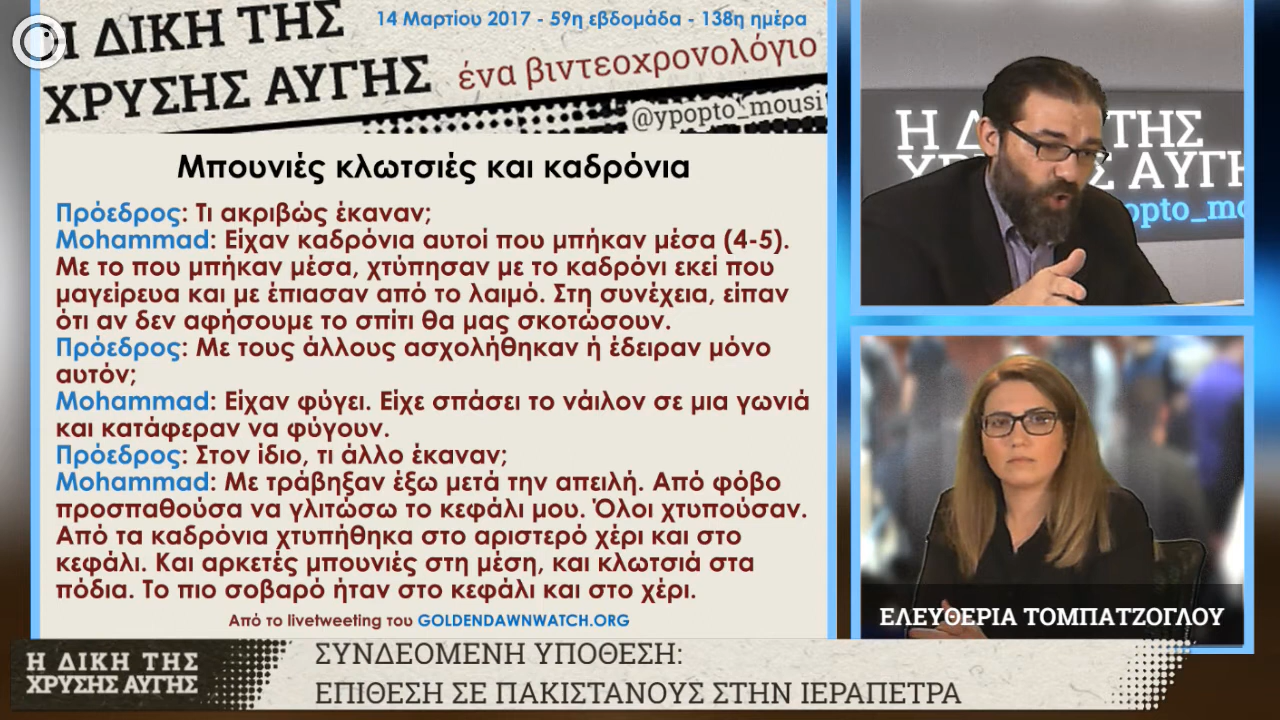 Η ΔΙΚΗ ΤΗΣ
ΧΡΥΣΗΣ ΑΥΓΗΣ
14 Μαρτίου 2017 - 59η εβδομάδα - 138η ημέρα
ένα βιντεοχρονολόγιο
@ypopto_mousi
Μπουνιές κλωτσιές και καδρόνια
Πρόεδρος: Τι ακριβώς έκαναν;
Mohammad: Είχαν καδρόνια αυτοί που μπήκαν μέσα (4-5).
Με το που μπήκαν μέσα, χτύπησαν με το καδρόνι εκεί που
μαγείρευα και με έπιασαν από το λαιμό. Στη συνέχεια, είπαν
ότι αν δεν αφήσουμε το σπίτι θα μας σκοτώσουν.
Πρόεδρος: Με τους άλλους ασχολήθηκαν ή έδειραν μόνο
αυτόν;
Mohammad: Είχαν φύγει. Είχε σπάσει το νάιλον σε μια γωνιά
και κατάφεραν να φύγουν.
Πρόεδρος: Στον ίδιο, τι άλλο έκαναν;
Mohammad: Με τράβηξαν έξω μετά την απειλή. Από φόβο
προσπαθούσα να γλιτώσω το κεφάλι μου. Όλοι χτυπούσαν.
Από τα καδρόνια χτυπήθηκα στο αριστερό χέρι και στο
κεφάλι. Και αρκετές μπουνιές στη μέση, και κλωτσιά στα
πόδια. Το πιο σοβαρό ήταν στο κεφάλι και στο χέρι.
Από το livetweeting του GOLDENDAWNWATCH.ORG
ΕΛΕΥΘΕΡΙΑ ΤΟΜΠΑΤΖΟΓΛΟΥ
Η ΔΙΚΗ ΤΗΣ
ΧΡΥΣΗΣ ΑΥΓΗΣ
ΣΥΝΔΕΟΜΕΝΗ ΥΠΟΘΕΣΗ:
ΕΠΙΘΕΣΗ ΣΕ ΠΑΚΙΣΤΑΝΟΥΣ ΣΤΗΝ ΙΕΡΑΠΕΤΡΑ